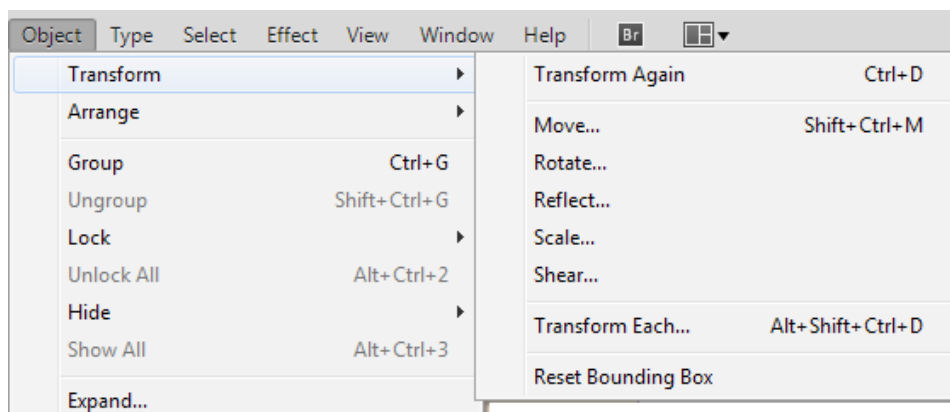 Object Type Select Effect View Window Help Br
Transform
Arrange
Group Ctrl+G
Ungroup Shift+Ctrl+G
Lock
Unlock All Alt+Ctrl+2
Hide
Show All Alt+Ctrl+3
Expand...
Transform Again Ctrl+D
Move... Shift+Ctrl+M
Rotate...
Reflect...
Scale...
Shear...
Transform Each... Alt+Shift+Ctrl+D
Reset Bounding Box